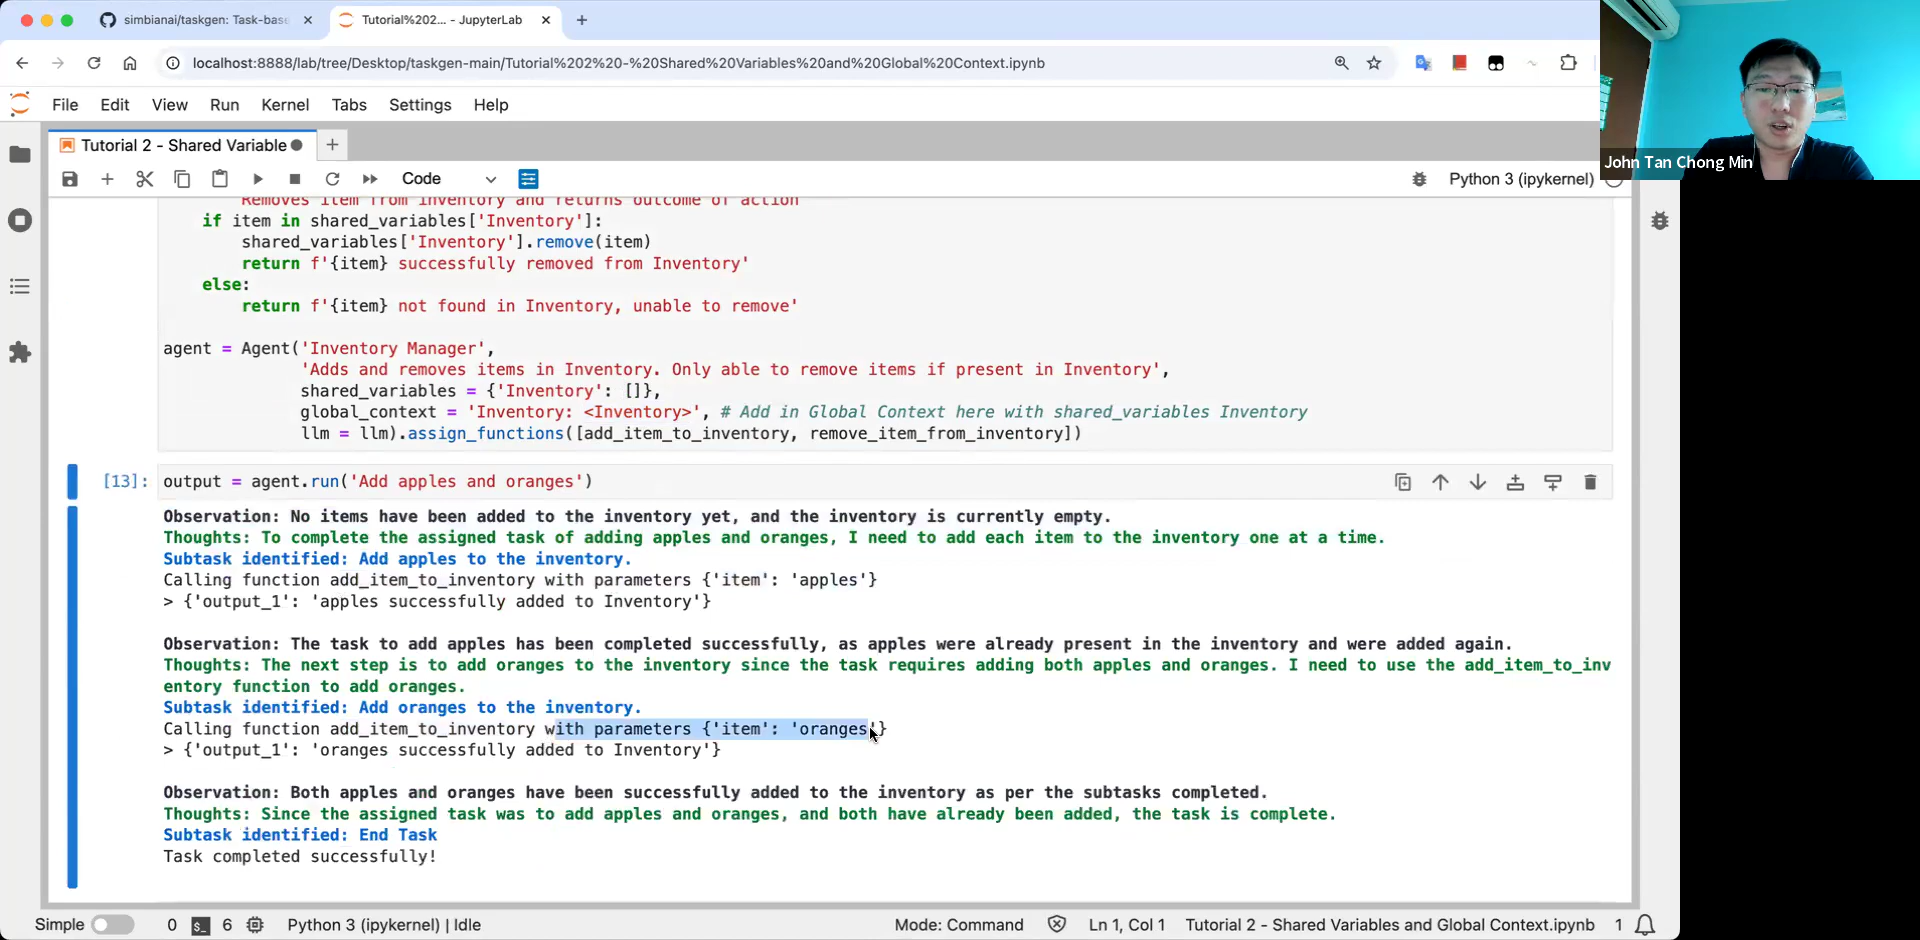 simbianai/taskgen: Task-base
Tutorial%202... - JupyterLab
localhost:8888/lab/tree/Desktop/taskgen-main/Tutorial%202%20-%20Shared%20Variables%20and%20Global%20Context.ipynb
File Edit View Run Kernel Tabs Settings Help
John Tan Chong Min
Tutorial 2 - Shared Variable
Code
Python 3 (ipykernel)
Removes item from inventory and returns outcome of action
if item in shared_variables['Inventory']:
shared_variables['Inventory'].remove(item)
return f'{item} successfully removed from Inventory'
else:
return f'{item} not found in Inventory, unable to remove'
agent = Agent('Inventory Manager',
'Adds and removes items in Inventory. Only able to remove items if present in Inventory',
shared_variables = {'Inventory': []},
global_context = 'Inventory: <Inventory>', # Add in Global Context here with shared_variables Inventory
llm = llm).assign_functions([add_item_to_inventory, remove_item_from_inventory])
[13]: output = agent.run('Add apples and oranges')
Observation: No items have been added to the inventory yet, and the inventory is currently empty.
Thoughts: To complete the assigned task of adding apples and oranges, I need to add each item to the inventory one at a time.
Subtask identified: Add apples to the inventory.
Calling function add_item_to_inventory with parameters {'item': 'apples'}
> {'output_1': 'apples successfully added to Inventory'}
Observation: The task to add apples has been completed successfully, as apples were already present in the inventory and were added again.
Thoughts: The next step is to add oranges to the inventory since the task requires adding both apples and oranges. I need to use the add_item_to_inv
entory function to add oranges.
Subtask identified: Add oranges to the inventory.
Calling function add_item_to_inventory with parameters {'item': 'oranges'}
> {'output_1': 'oranges successfully added to Inventory'}
Observation: Both apples and oranges have been successfully added to the inventory as per the subtasks completed.
Thoughts: Since the assigned task was to add apples and oranges, and both have already been added, the task is complete.
Subtask identified: End Task
Task completed successfully!
Simple 0 6 Python 3 (ipykernel) | Idle Mode: Command Ln 1, Col 1 Tutorial 2 - Shared Variables and Global Context.ipynb 1